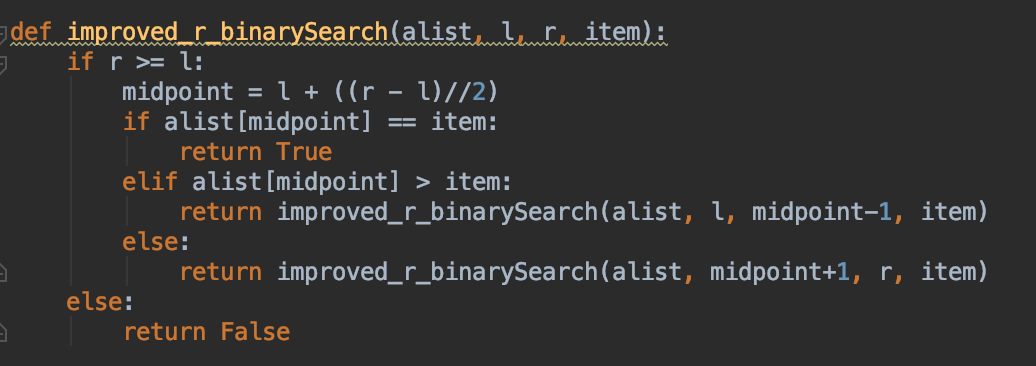 def improved_r_binarySearch(alist, l, r, item):
    if r >= l:
        midpoint = l + ((r - l)//2)
        if alist[midpoint] == item:
            return True
        elif alist[midpoint] > item:
            return improved_r_binarySearch(alist, l, midpoint-1, item)
        else:
            return improved_r_binarySearch(alist, midpoint+1, r, item)
    else:
        return False